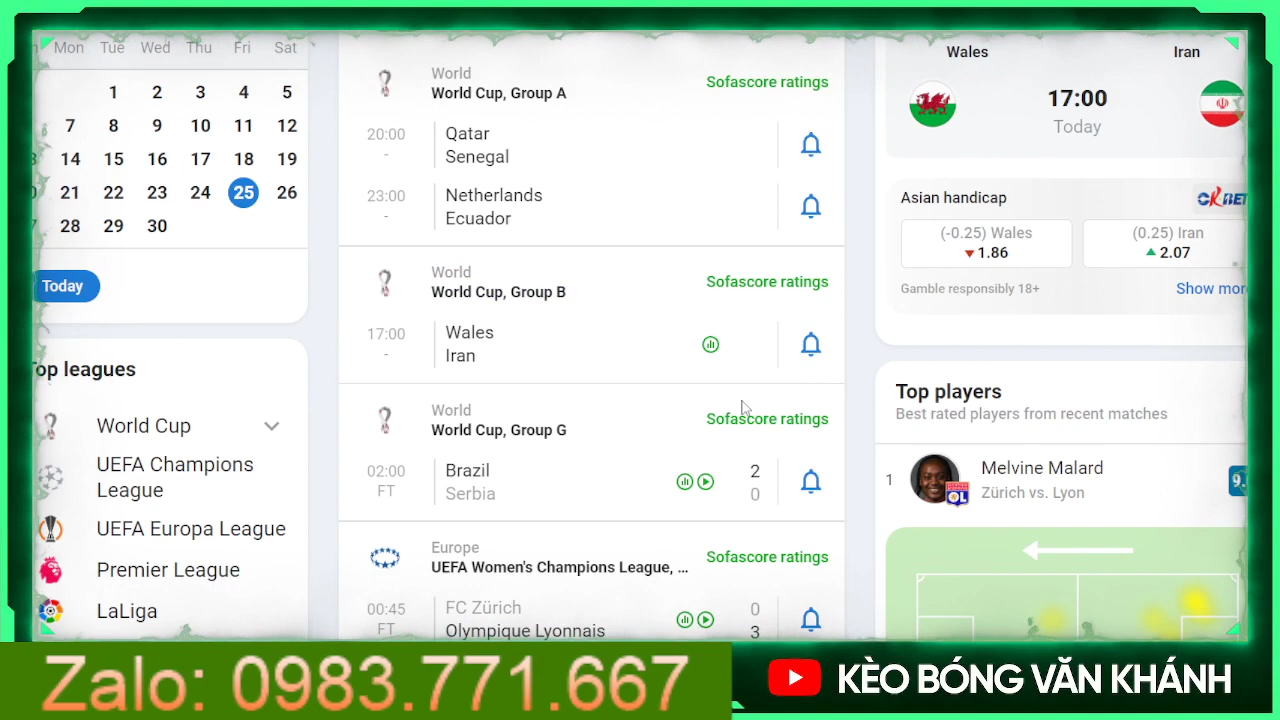 Mon Tue Wed Thu Fri Sat
1 2 3 4 5
7 8 9 10 11 12
14 15 16 17 18 19
21 22 23 24 25 26
28 29 30
Today
Top leagues
World Cup
UEFA Champions
League
UEFA Europa League
Premier League
LaLiga
World
World Cup, Group A
Sofascore ratings
20:00
-
Qatar
Senegal
23:00
-
Netherlands
Ecuador
World
World Cup, Group B
Sofascore ratings
17:00
-
Wales
Iran
World
World Cup, Group G
Sofascore ratings
02:00
FT
Brazil 2
Serbia 0
Europe
UEFA Women's Champions League, ...
Sofascore ratings
00:45
FT
FC Zürich 0
Olympique Lyonnais 3
Wales
Iran
17:00
Today
Asian handicap
OKBET
(-0.25) Wales
1.86
(0.25) Iran
2.07
Gamble responsibly 18+
Show more
Top players
Best rated players from recent matches
1
Melvine Malard
Zürich vs. Lyon
OL
Zalo: 0983.771.667
KÈO BÓNG VĂN KHÁNH